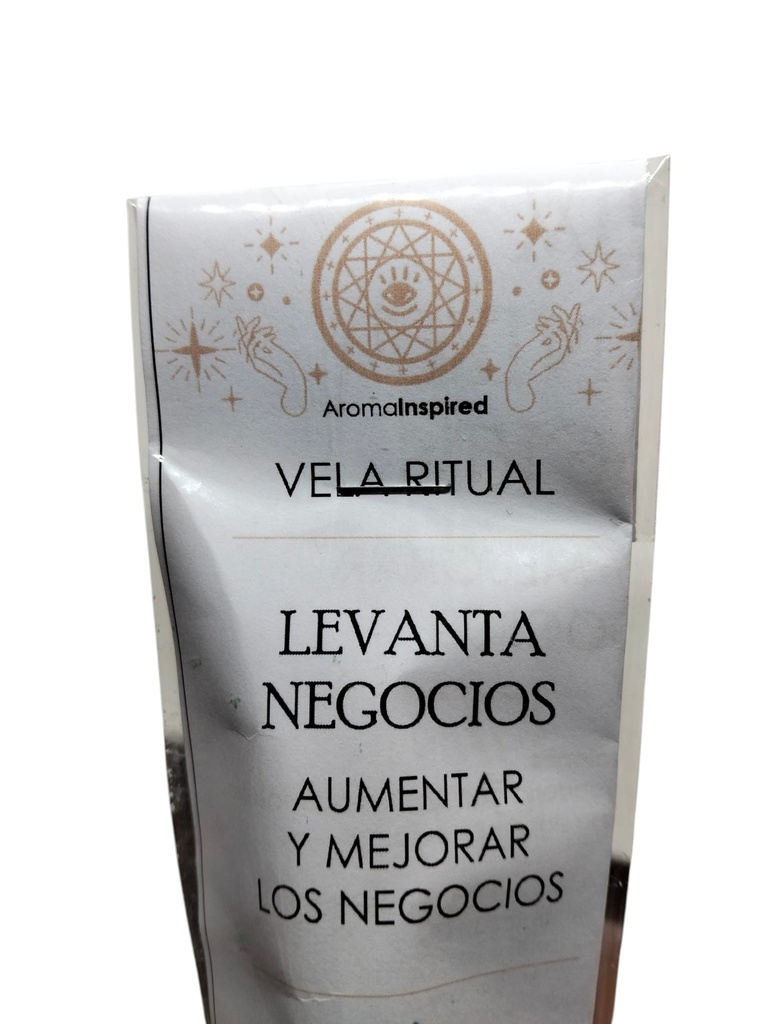 AromaInspired
VELA RITUAL
LEVANTA
NEGOCIOS
AUMENTAR
Y MEJORAR
LOS NEGOCIOS